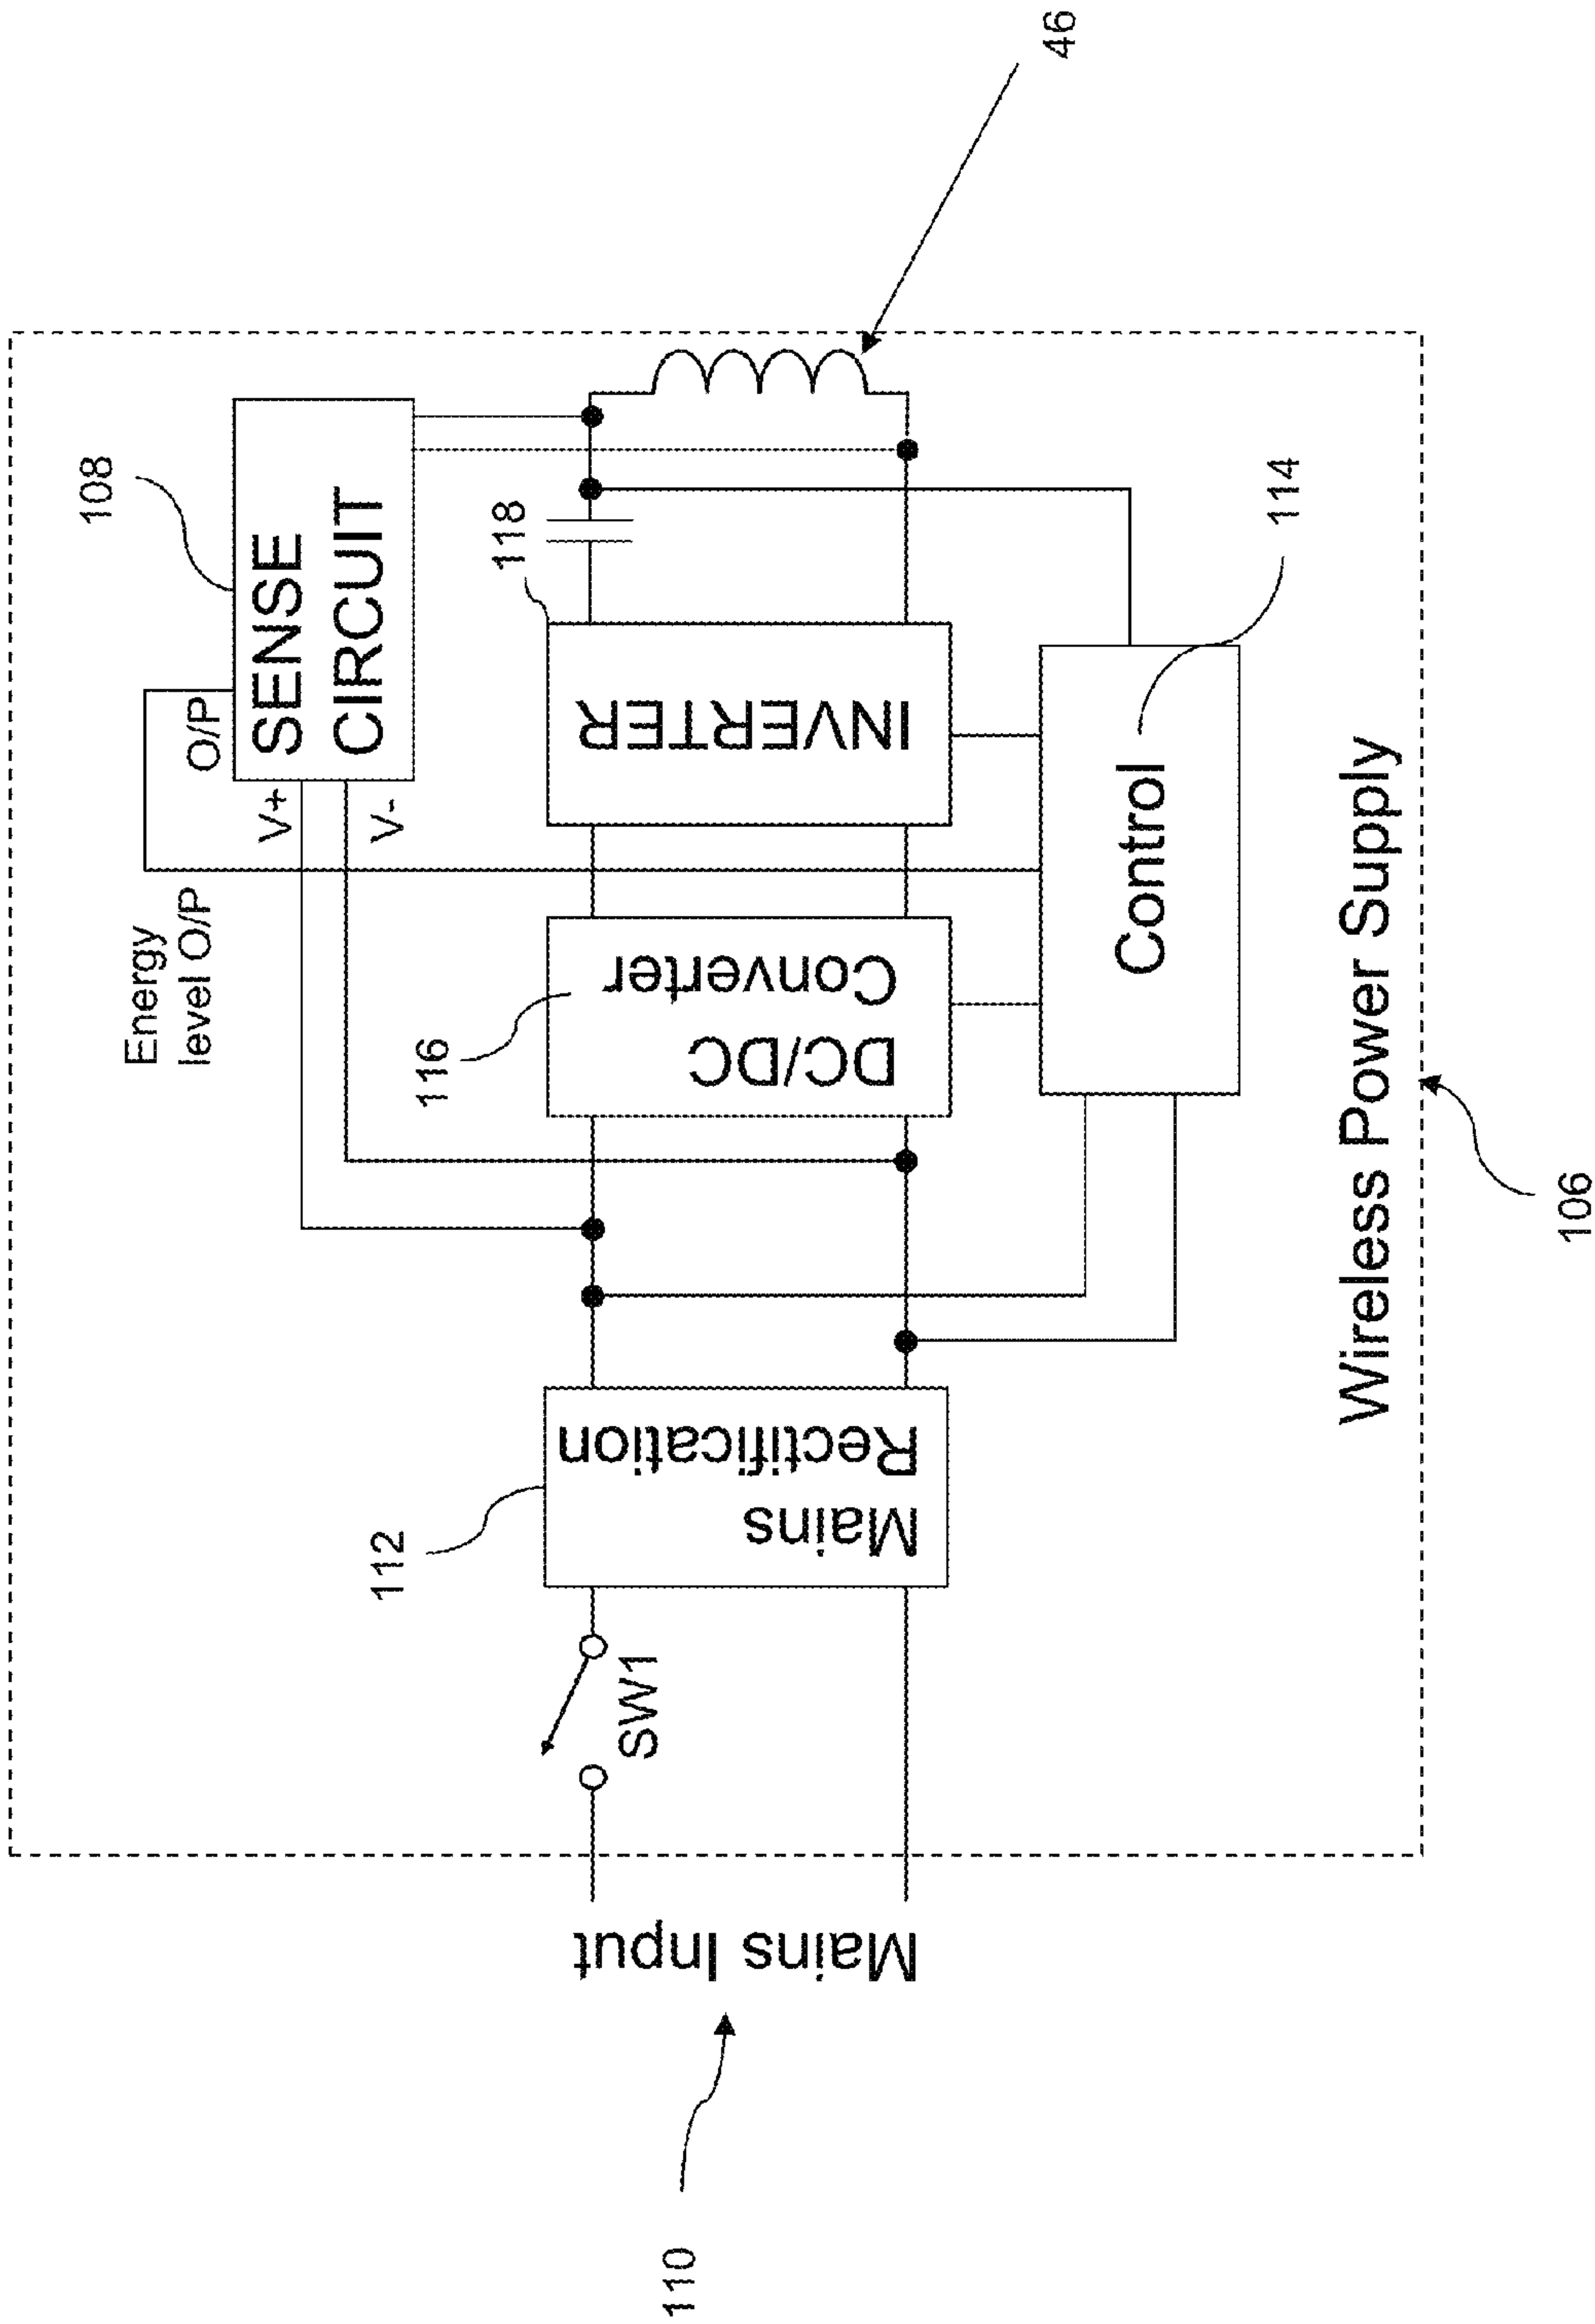 110
Mains Input
SW1
112
Mains
Rectification
116
DC/DC
Converter
Energy
level O/P
V+
V-
O/P
108
SENSE
CIRCUIT
118
INVERTER
46
Control
114
Wireless Power Supply
106